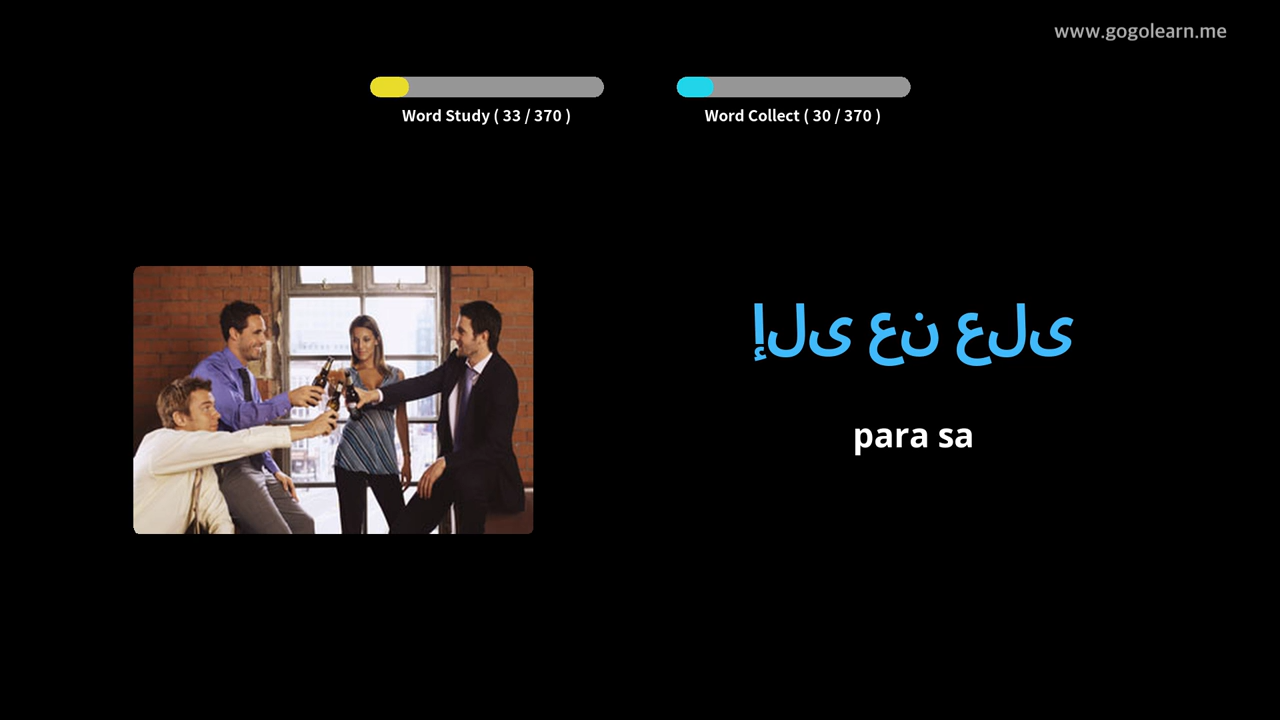 www.gogolearn.me
Word Study ( 33 / 370 )
Word Collect ( 30 / 370 )
إلى عن على
para sa